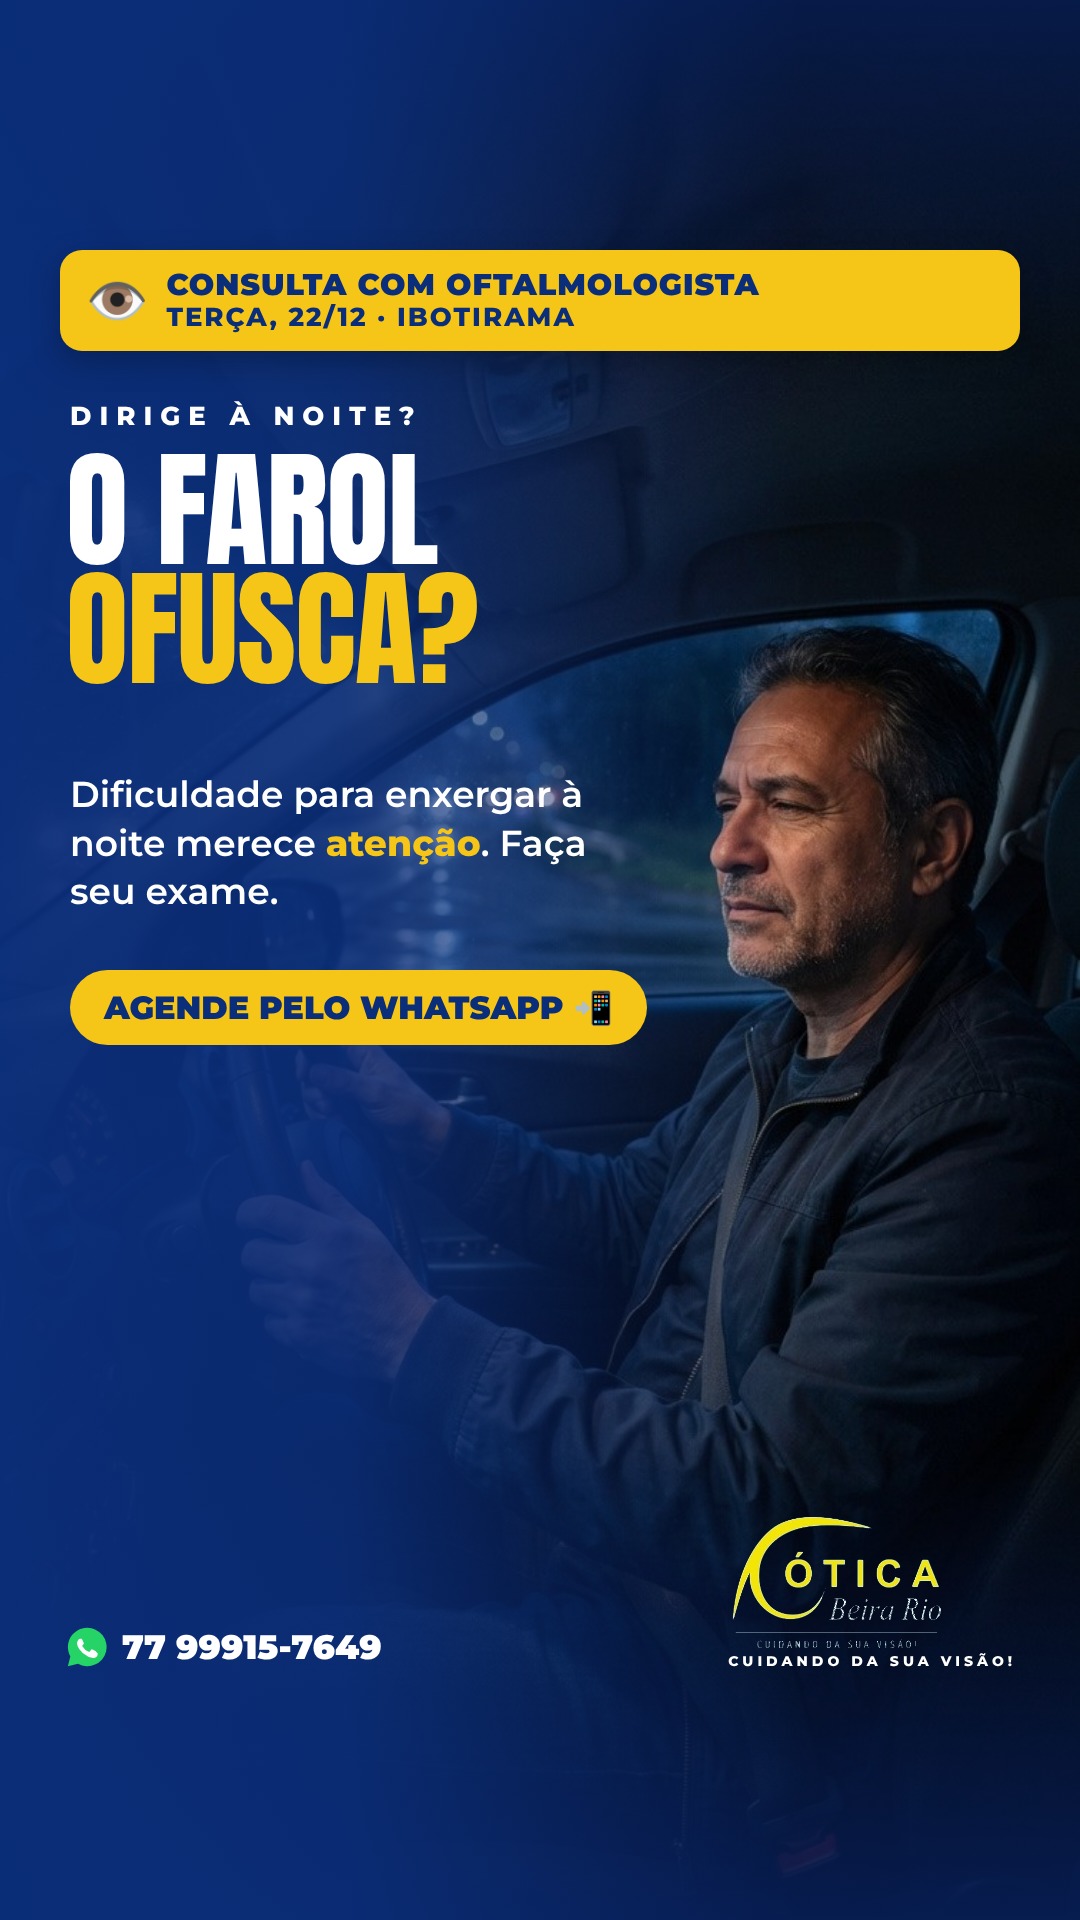 CONSULTA COM OFTALMOLOGISTA
TERÇA, 22/12 · IBOTIRAMA
DIRIGE À NOITE?
O FAROL
OFUSCA?
Dificuldade para enxergar à
noite merece atenção. Faça
seu exame.
AGENDE PELO WHATSAPP
77 99915-7649
ÓTICA
Beira Rio
CUIDANDO DA SUA VISÃO!
CUIDANDO DA SUA VISÃO!